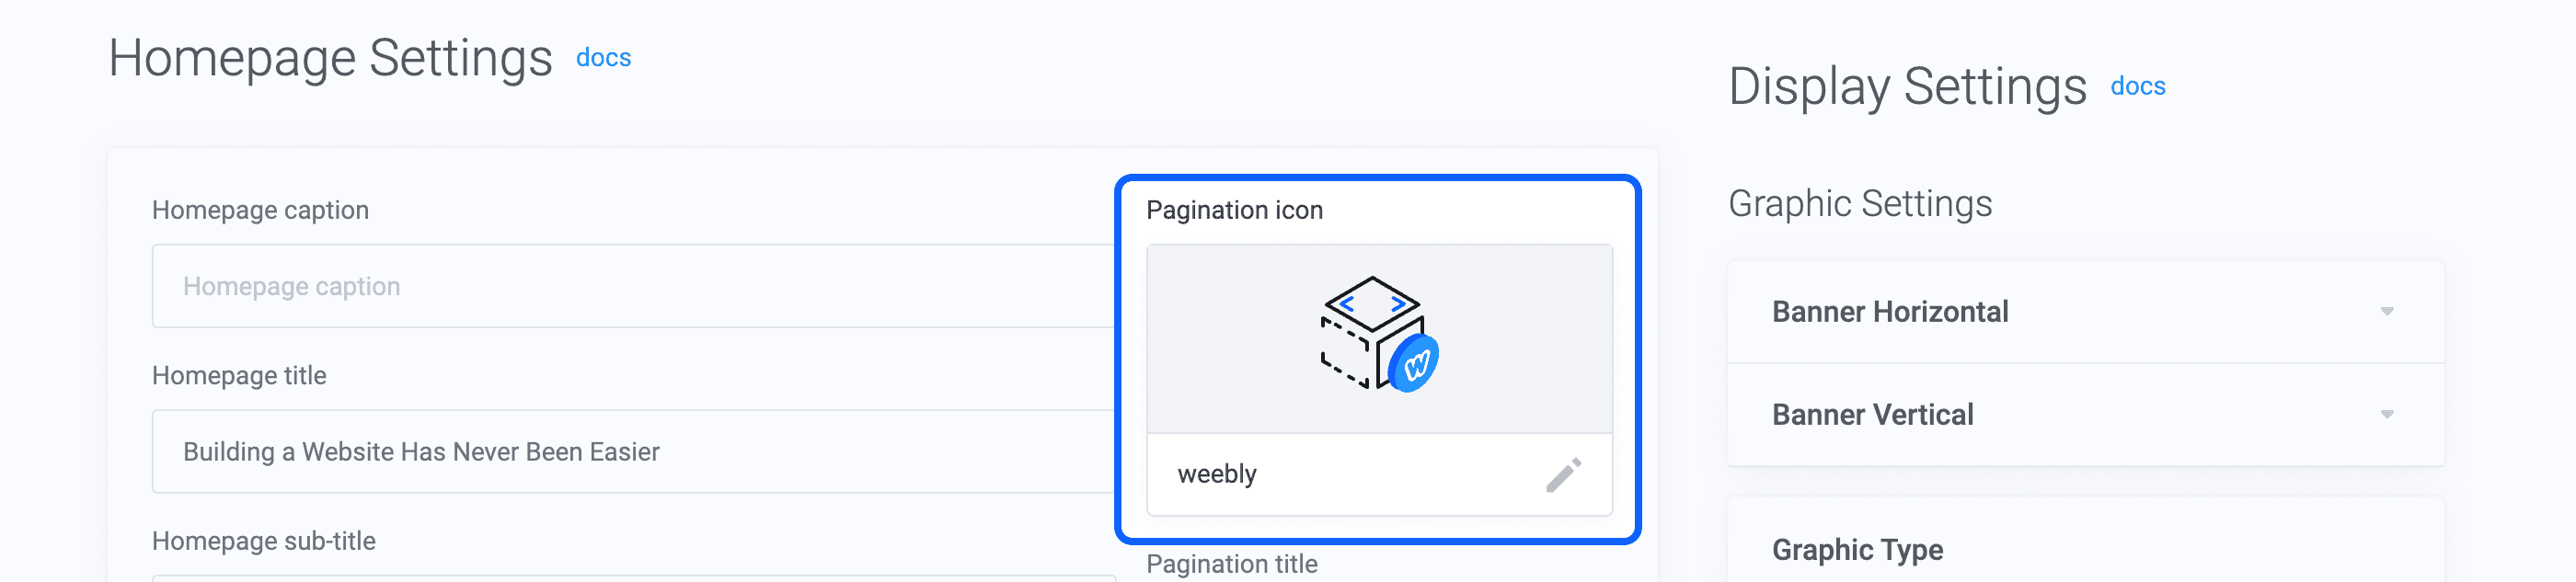 Homepage Settings docs
Homepage caption
Homepage caption
Homepage title
Building a Website Has Never Been Easier
Homepage sub-title
Pagination icon
< >
w
weebly
Pagination title
Display Settings docs
Graphic Settings
Banner Horizontal
Banner Vertical
Graphic Type